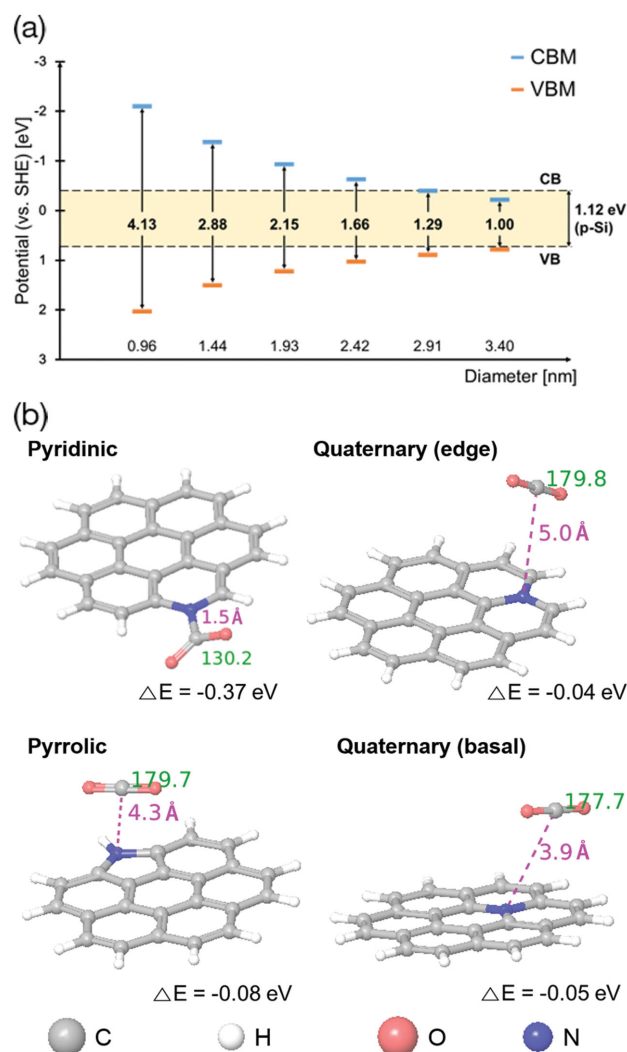 (a)
-3
-2
-1
0
1
2
3
Potential (vs. SHE) [eV]
CBM
VBM
CB
VB
1.12 eV
(p-Si)
4.13 2.88 2.15 1.66 1.29 1.00
0.96 1.44 1.93 2.42 2.91 3.40
Diameter [nm]
(b)
Pyridinic
1.5Å
130.2
△E = -0.37 eV
Quaternary (edge)
179.8
5.0 Å
△E = -0.04 eV
Pyrrolic
179.7
4.3 Å
△E = -0.08 eV
Quaternary (basal)
177.7
3.9 Å
△E = -0.05 eV
C H O N